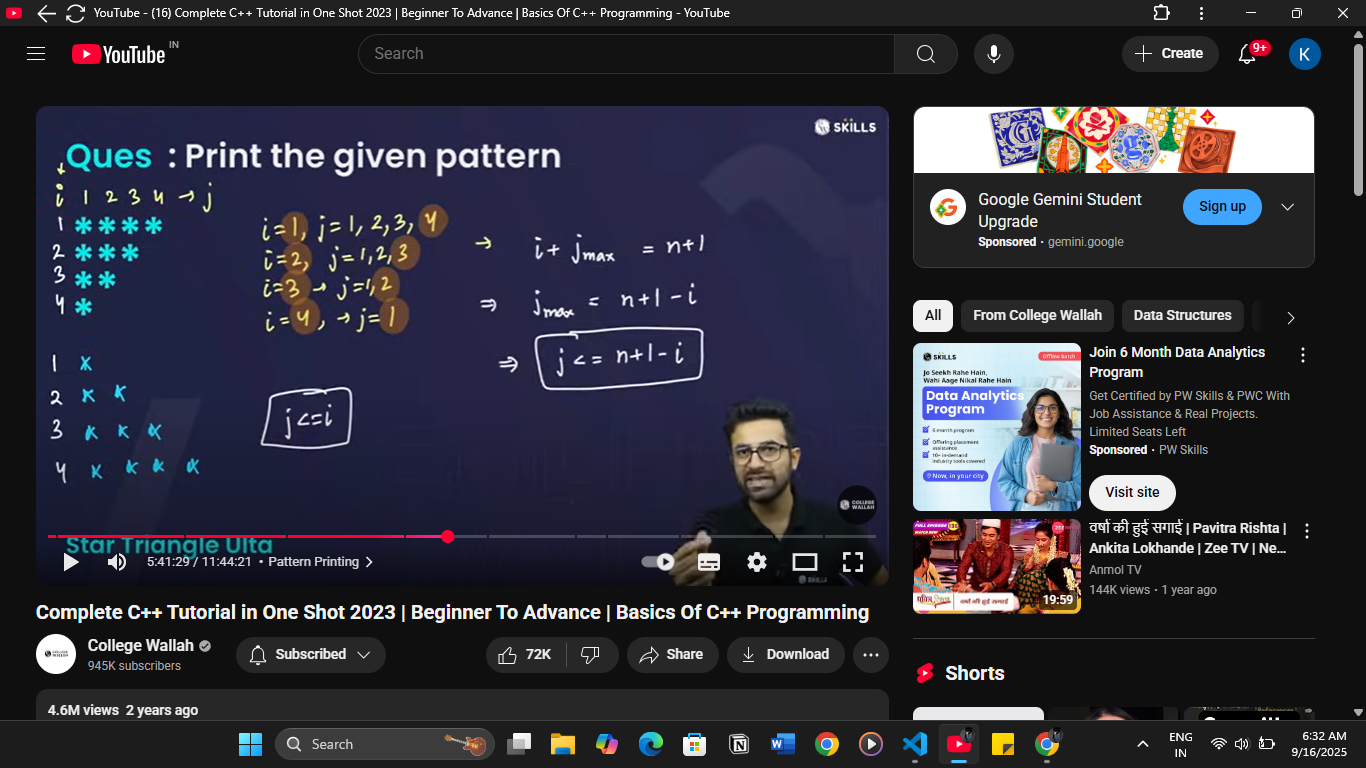 YouTube - (16) Complete C++ Tutorial in One Shot 2023 | Beginner To Advance | Basics Of C++ Programming - YouTube
YouTube IN
Search
Create
9+
K
SKILLS
Ques : Print the given pattern
i 1 2 3 4 → j
1 ****
2 ***
3 **
4 *
i=1, j=1, 2, 3, 4
i=2, j=1,2,3
i=3 → j=1,2
i=4, → j=1
→ i + jmax = n+1
⇒ jmax = n+1-i
⇒ j <= n+1-i
1 *
2 * *
3 * * *
4 * * * *
j<=i
COLLEGE WALLAH
Star Triangle Ulta
5:41:29 / 11:44:21 • Pattern Printing >
SKILLS
Complete C++ Tutorial in One Shot 2023 | Beginner To Advance | Basics Of C++ Programming
College Wallah
945K subscribers
Subscribed
72K
Share
Download
4.6M views 2 years ago
Google Gemini Student Upgrade
Sponsored · gemini.google
Sign up
All
From College Wallah
Data Structures
SKILLS
Offline batch
Jo Seekh Rahe Hain,
Wahi Aage Nikal Rahe Hain
Data Analytics
Program
6 month program
Offering placement
assistance
10+ in-demand
industry tools covered
Now, in your city
Join 6 Month Data Analytics
Program
Get Certified by PW Skills & PWC With
Job Assistance & Real Projects.
Limited Seats Left
Sponsored · PW Skills
Visit site
FULL EPISODE
ZEE
वर्षा की हुई सगाई
19:59
वर्षा की हुई सगाई | Pavitra Rishta |
Ankita Lokhande | Zee TV | Ne...
Anmol TV
144K views · 1 year ago
Shorts
Search
ENG
IN
6:32 AM
9/16/2025